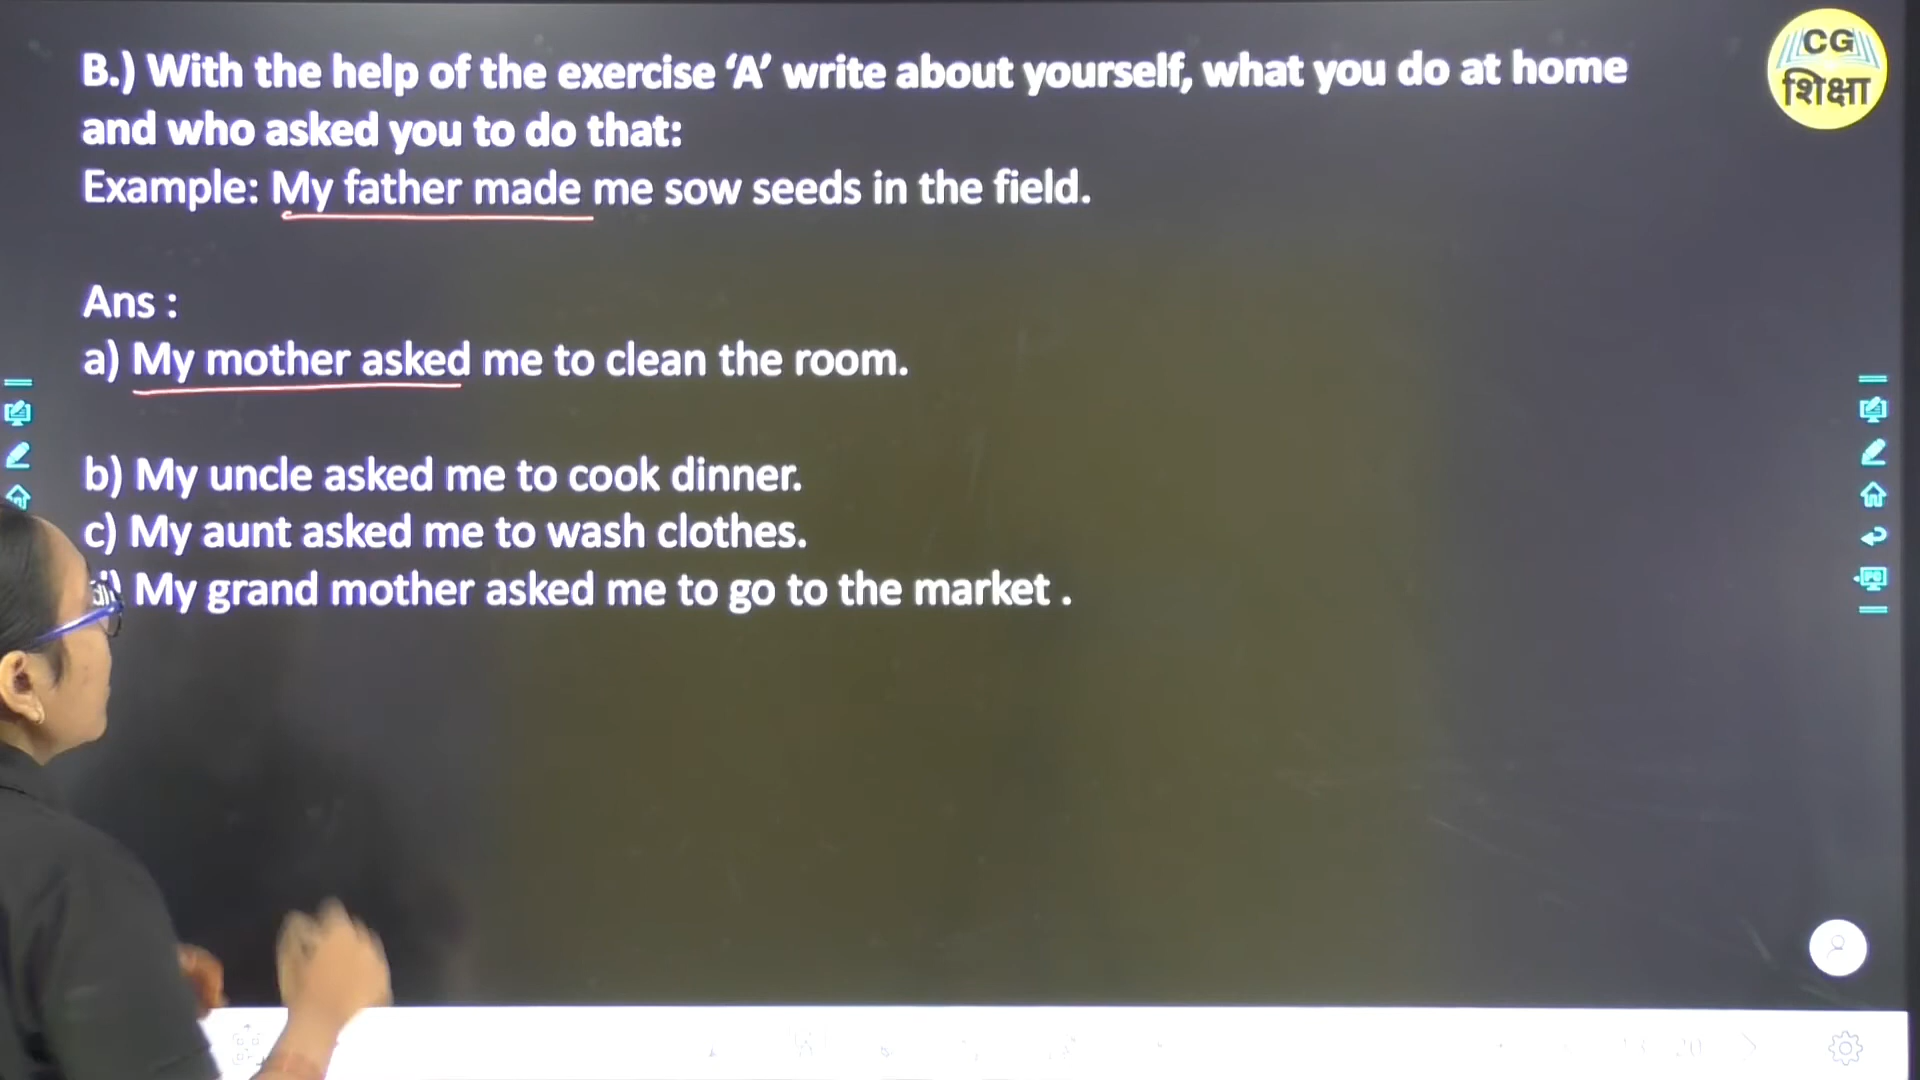 B.) With the help of the exercise ‘A’ write about yourself, what you do at home
and who asked you to do that:
Example: My father made me sow seeds in the field.
Ans :
a) My mother asked me to clean the room.
b) My uncle asked me to cook dinner.
c) My aunt asked me to wash clothes.
My grand mother asked me to go to the market .
CG
शिक्षा